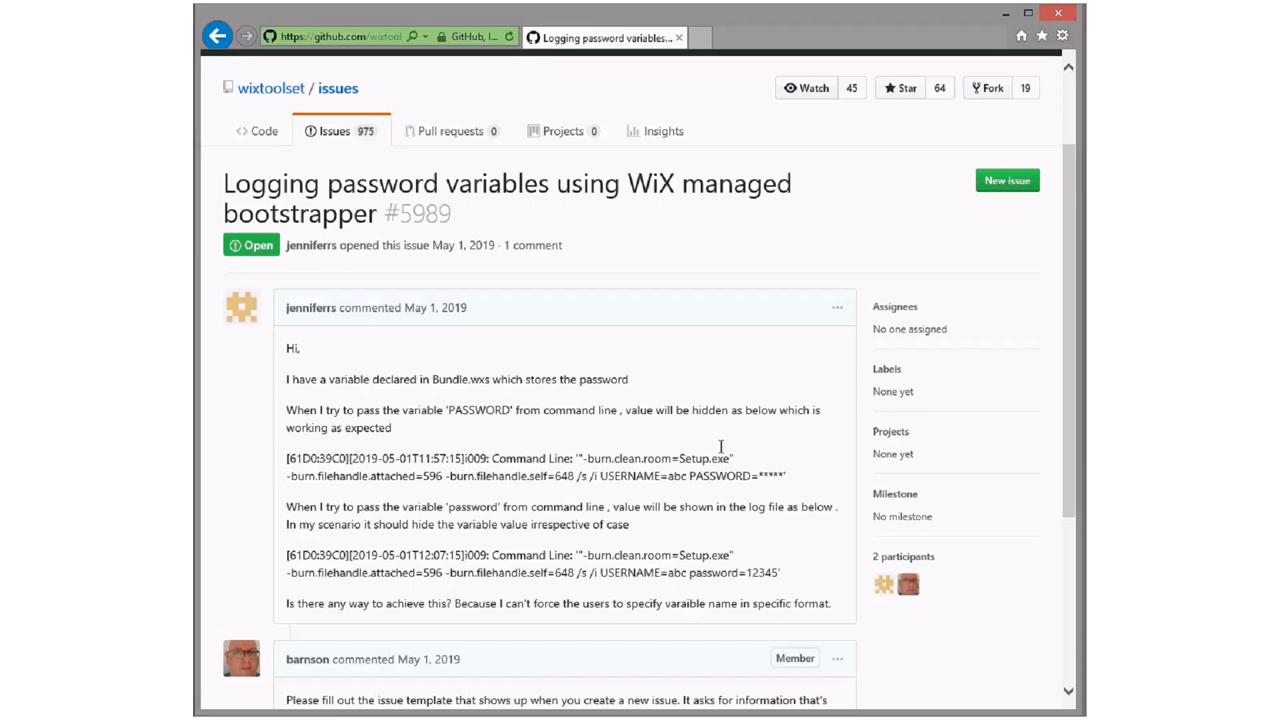 https://github.com/wixtool
GitHub, I...
Logging password variables...
wixtoolset / issues
Watch 45
Star 64
Fork 19
Code
Issues 975
Pull requests 0
Projects 0
Insights
Logging password variables using WiX managed
bootstrapper #5989
New issue
Open
jenniferrs opened this issue May 1, 2019 · 1 comment
jenniferrs commented May 1, 2019
Hi,
I have a variable declared in Bundle.wxs which stores the password
When I try to pass the variable 'PASSWORD' from command line , value will be hidden as below which is
working as expected
[61D0:39C0][2019-05-01T11:57:15]i009: Command Line: '"-burn.clean.room=Setup.exe"
-burn.filehandle.attached=596 -burn.filehandle.self=648 /s /i USERNAME=abc PASSWORD=*****'
When I try to pass the variable 'password' from command line , value will be shown in the log file as below .
In my scenario it should hide the variable value irrespective of case
[61D0:39C0][2019-05-01T12:07:15]i009: Command Line: '"-burn.clean.room=Setup.exe"
-burn.filehandle.attached=596 -burn.filehandle.self=648 /s /i USERNAME=abc password=12345'
Is there any way to achieve this? Because I can't force the users to specify varaible name in specific format.
Assignees
No one assigned
Labels
None yet
Projects
None yet
Milestone
No milestone
2 participants
barnson commented May 1, 2019
Member
Please fill out the issue template that shows up when you create a new issue. It asks for information that's